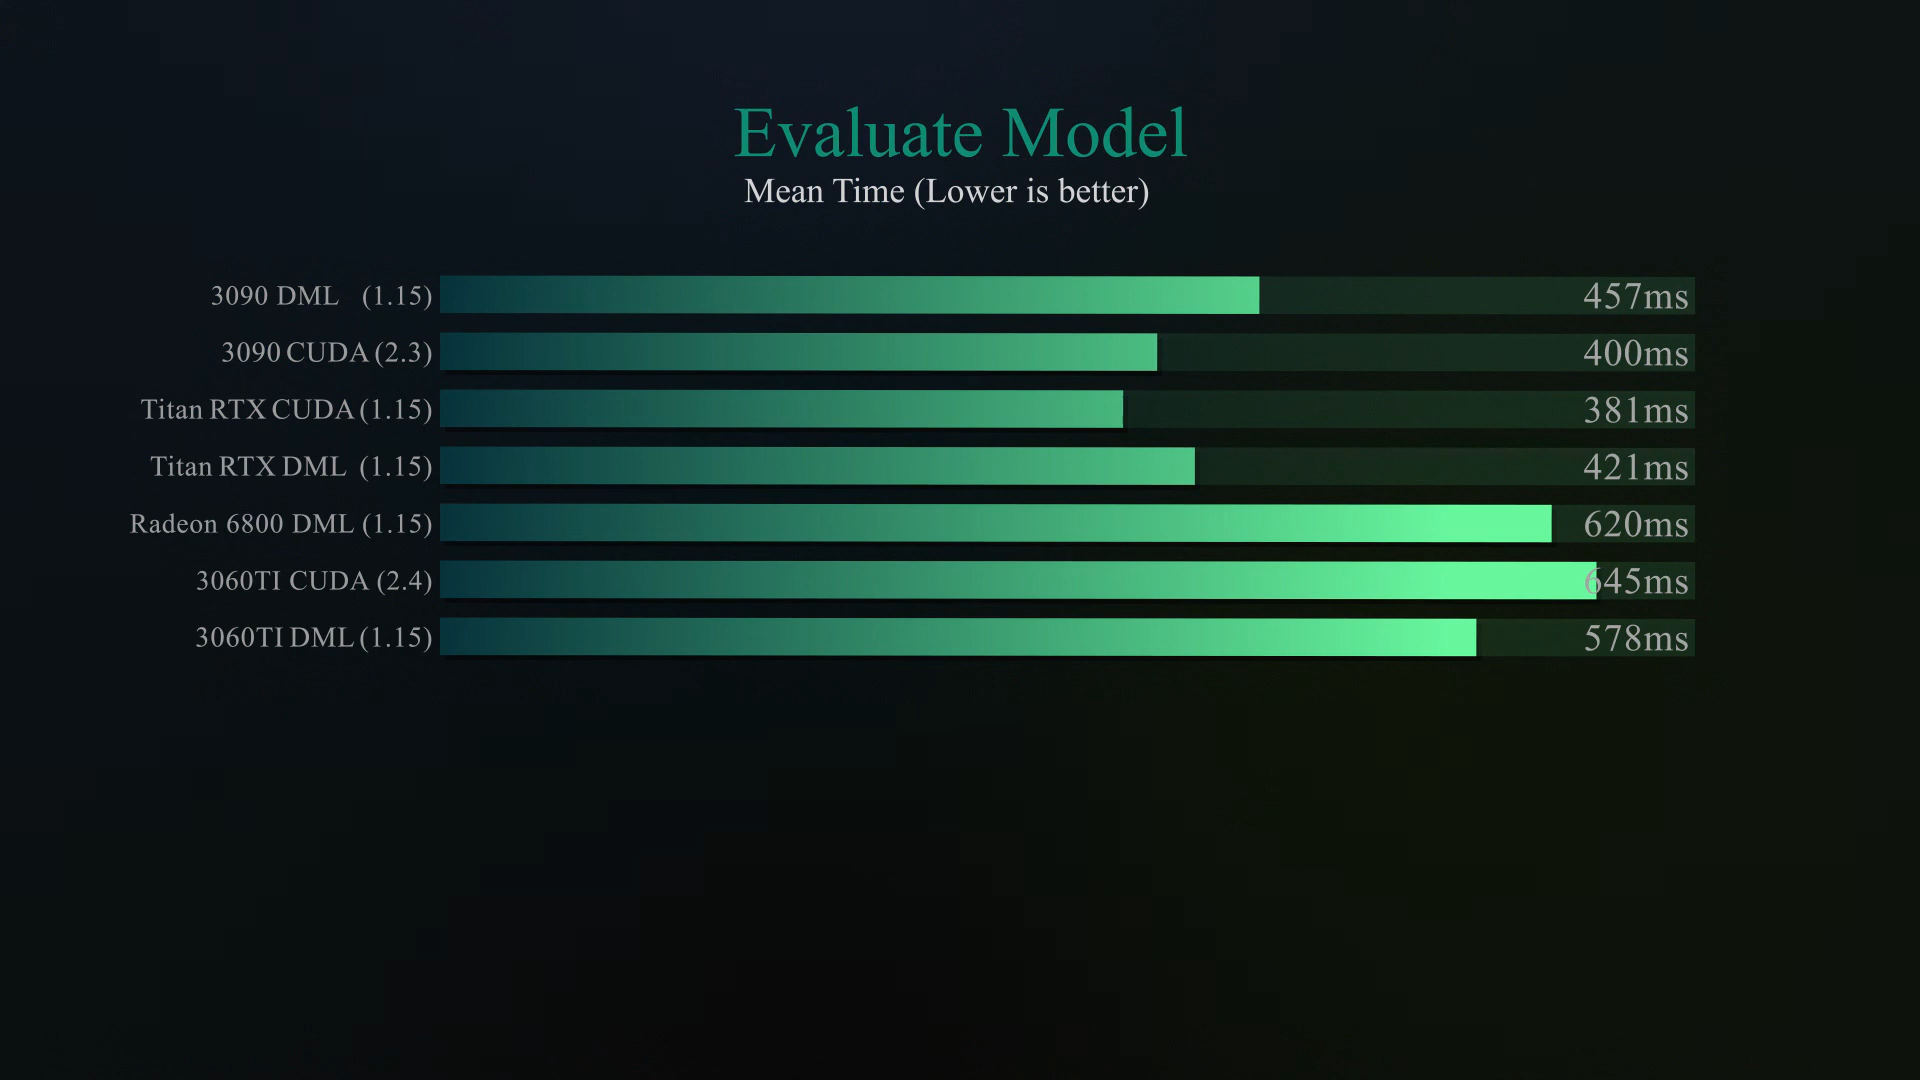 Evaluate Model
Mean Time (Lower is better)
3090 DML (1.15) 457ms
3090 CUDA (2.3) 400ms
Titan RTX CUDA (1.15) 381ms
Titan RTX DML (1.15) 421ms
Radeon 6800 DML (1.15) 620ms
3060TI CUDA (2.4) 645ms
3060TI DML (1.15) 578ms